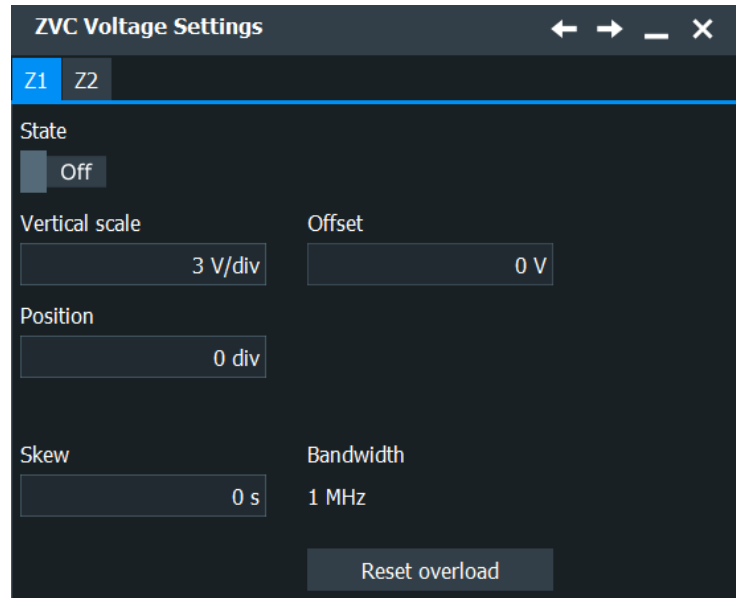 ZVC Voltage Settings
Z1 Z2
State
Off
Vertical scale Offset
3 V/div 0 V
Position
0 div
Skew Bandwidth
0 s 1 MHz
Reset overload